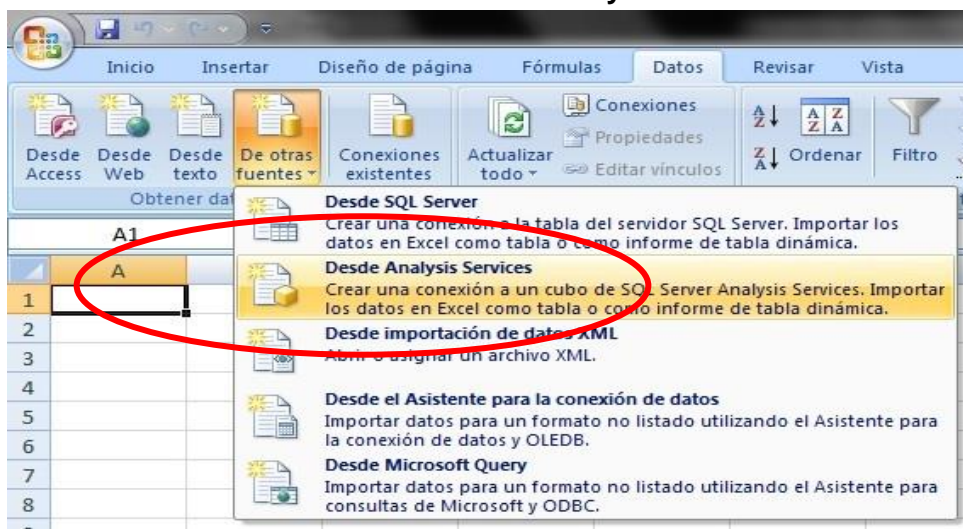 Inicio Insertar Diseño de página Fórmulas Datos Revisar Vista
Desde Access
Desde Web
Desde texto
De otras fuentes
Conexiones existentes
Actualizar todo
Conexiones
Propiedades
Editar vínculos
A Z
Z A
A Z
Z A
Ordenar
Filtro
Obtener dat
A1
A
1
2
3
4
5
6
7
8
Desde SQL Server
Crear una conexión a la tabla del servidor SQL Server. Importar los
datos en Excel como tabla o como informe de tabla dinámica.
Desde Analysis Services
Crear una conexión a un cubo de SQL Server Analysis Services. Importar
los datos en Excel como tabla o como informe de tabla dinámica.
Desde importación de datos XML
Abrir o asignar un archivo XML.
Desde el Asistente para la conexión de datos
Importar datos para un formato no listado utilizando el Asistente para
la conexión de datos y OLEDB.
Desde Microsoft Query
Importar datos para un formato no listado utilizando el Asistente para
consultas de Microsoft y ODBC.